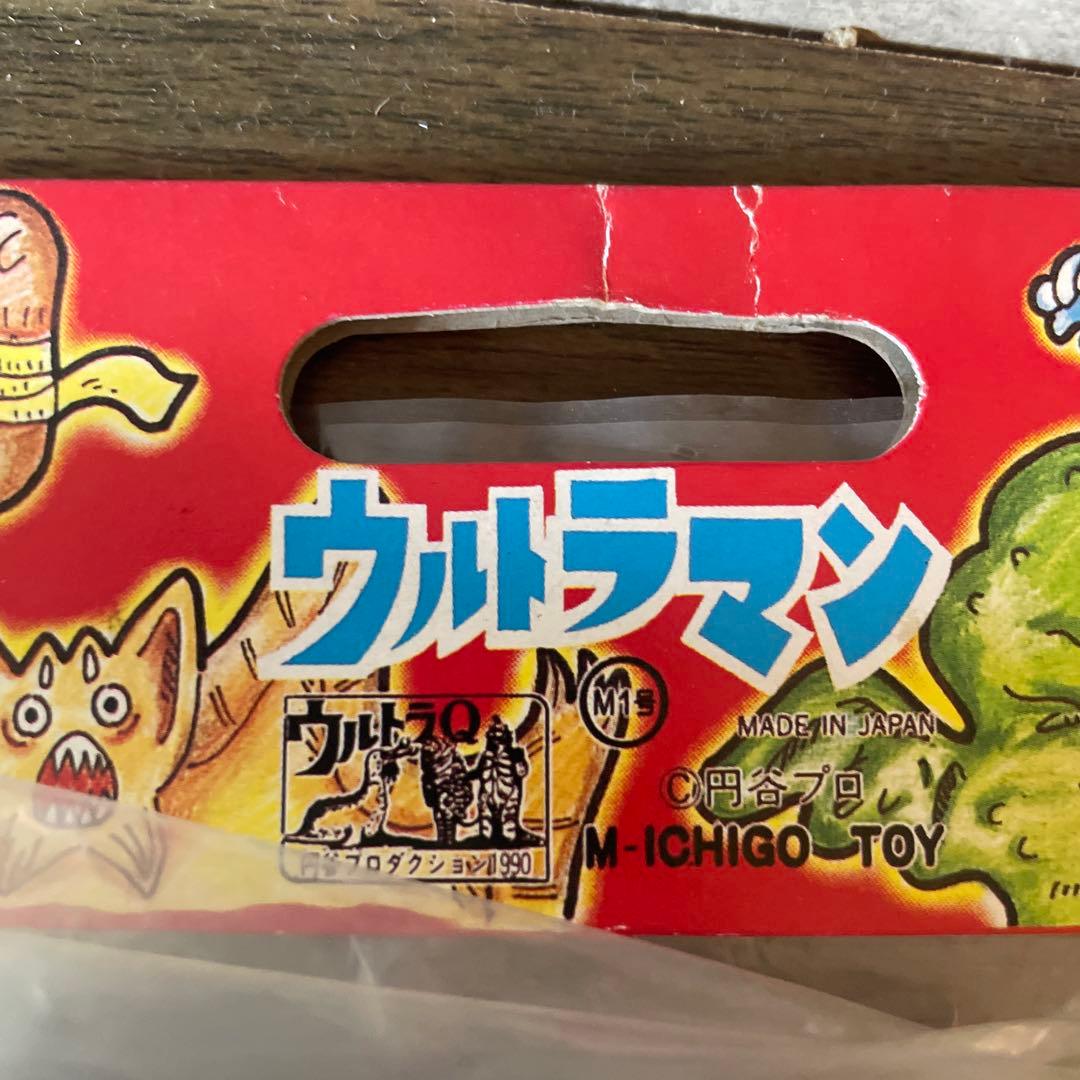 ウルトラマン
ウルトラQ
円谷プロダクション1990
M1号
MADE IN JAPAN
©円谷プロ
M-ICHIGO TOY